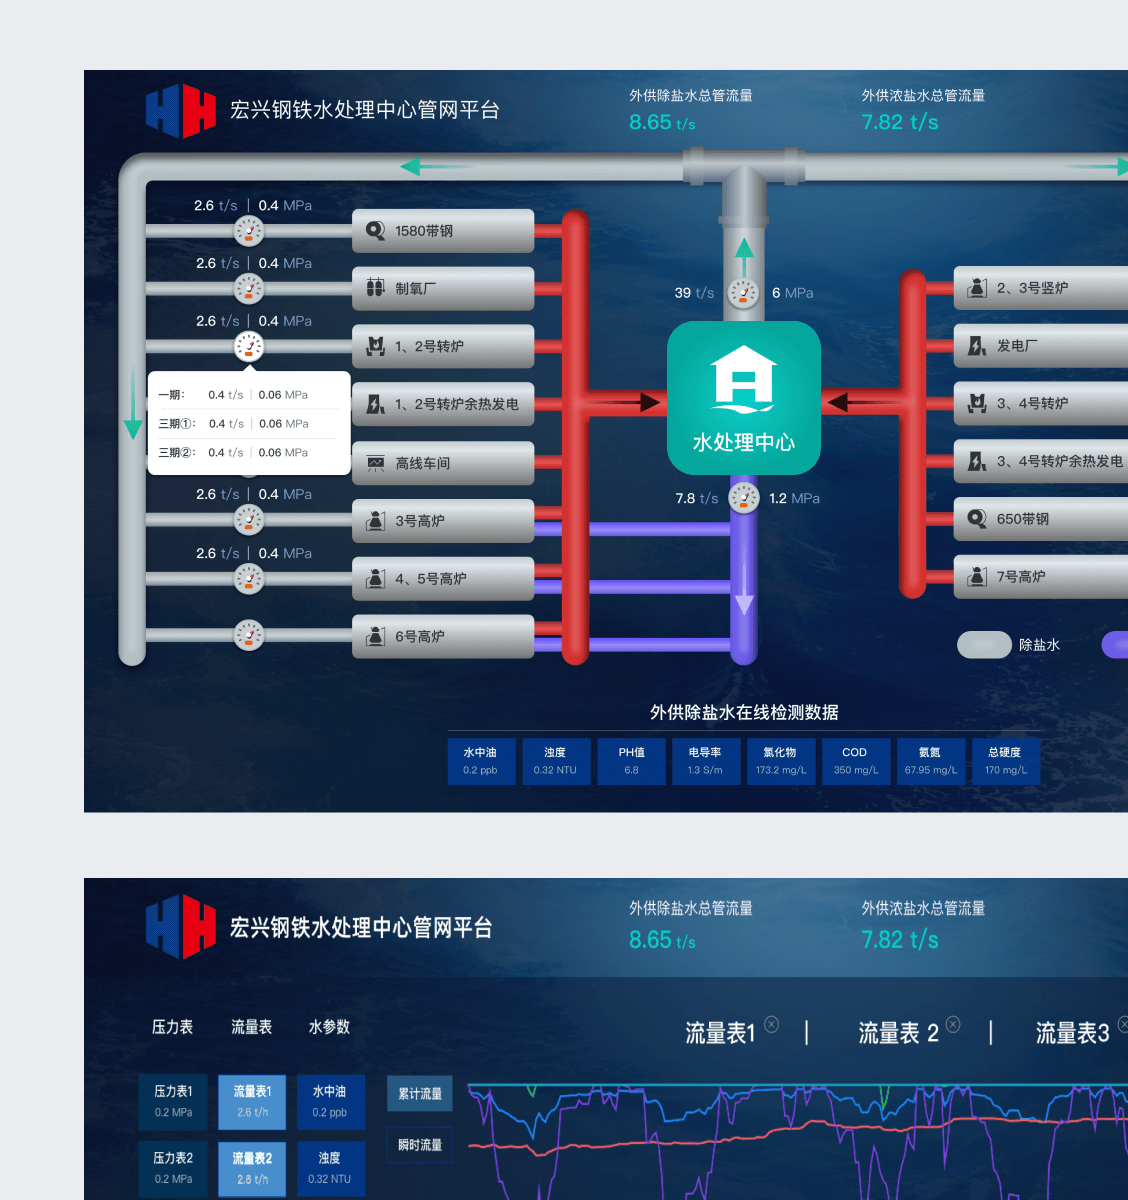 宏兴钢铁水处理中心管网平台
外供除盐水总管流量
8.65 t/s
外供浓盐水总管流量
7.82 t/s
2.6 t/s | 0.4 MPa
1580带钢
2.6 t/s | 0.4 MPa
制氧厂
2.6 t/s | 0.4 MPa
1、2号转炉
一期： 0.4 t/s | 0.06 MPa
三期①： 0.4 t/s | 0.06 MPa
三期②： 0.4 t/s | 0.06 MPa
1、2号转炉余热发电
高线车间
2.6 t/s | 0.4 MPa
3号高炉
2.6 t/s | 0.4 MPa
4、5号高炉
6号高炉
39 t/s 6 MPa
水处理中心
7.8 t/s 1.2 MPa
2、3号竖炉
发电厂
3、4号转炉
3、4号转炉余热发电
650带钢
7号高炉
除盐水
外供除盐水在线检测数据
水中油 浊度 PH值 电导率 氯化物 COD 氨氮 总硬度
0.2 ppb 0.32 NTU 6.8 1.3 S/m 173.2 mg/L 350 mg/L 67.95 mg/L 170 mg/L
宏兴钢铁水处理中心管网平台
外供除盐水总管流量
8.65 t/s
外供浓盐水总管流量
7.82 t/s
压力表 流量表 水参数
流量表1 | 流量表 2 | 流量表3
压力表1 流量表1 水中油
0.2 MPa 2.6 t/h 0.2 ppb
累计流量
瞬时流量
压力表2 流量表2 浊度
0.2 MPa 2.6 t/h 0.32 NTU